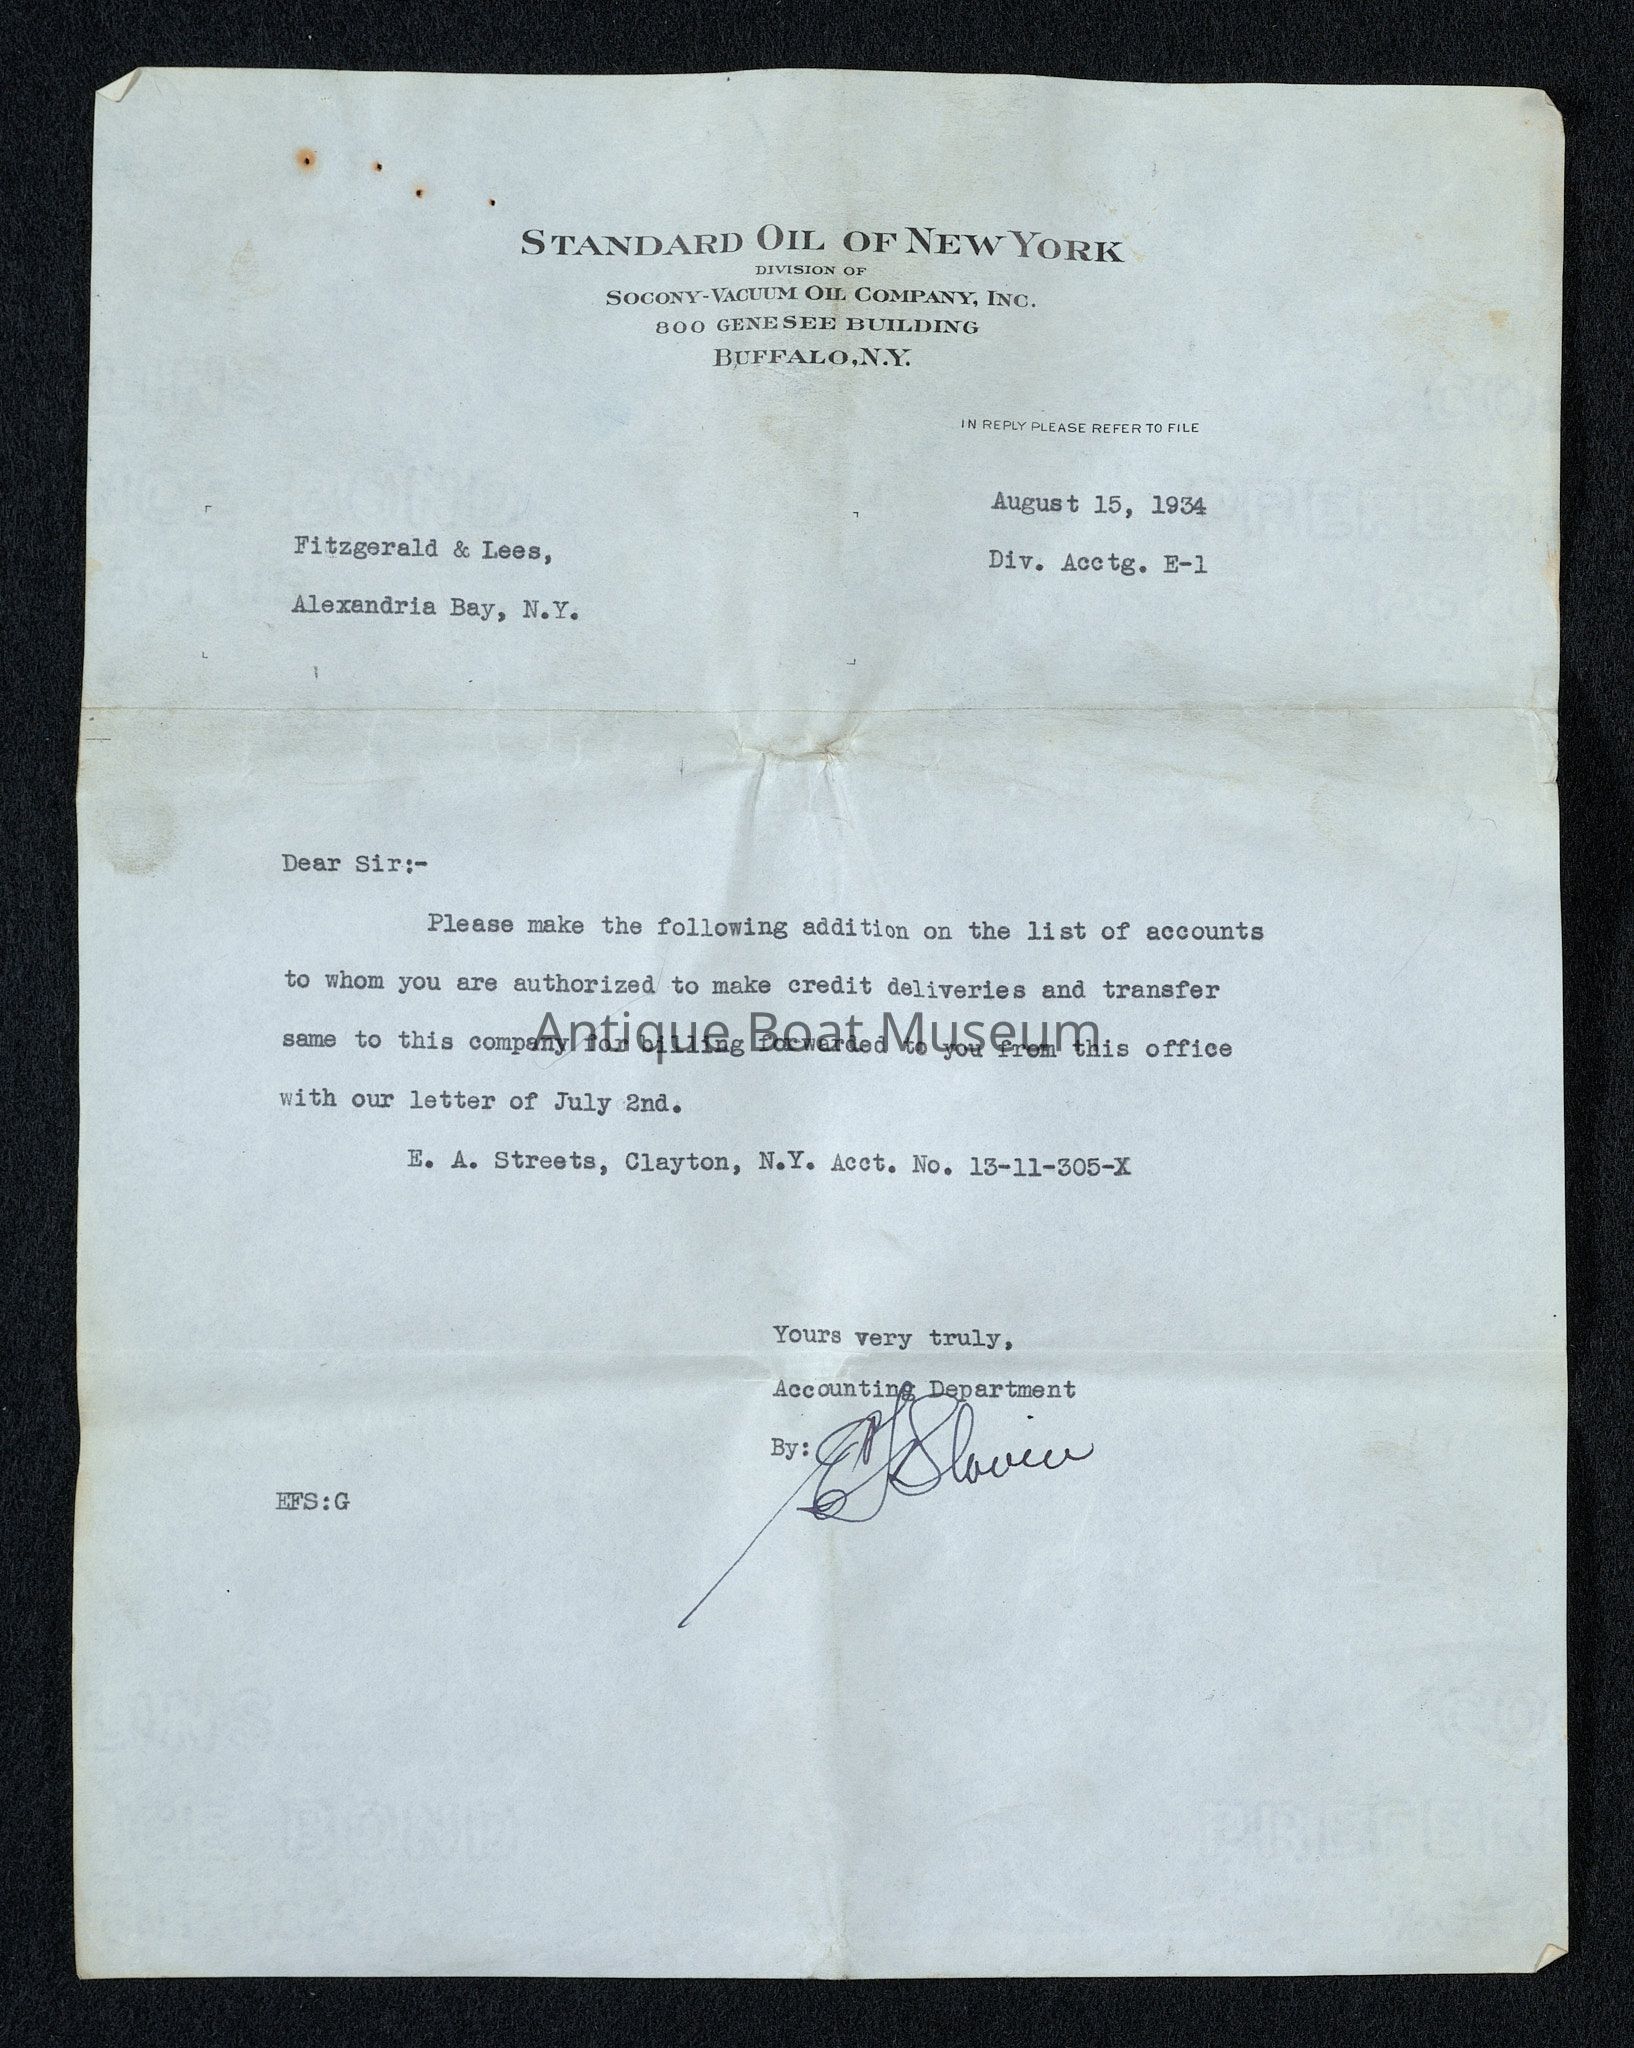 STANDARD OIL OF NEW YORK
DIVISION OF
SOCONY-VACUUM OIL COMPANY, INC.
800 GENESEE BUILDING
BUFFALO, N.Y.
IN REPLY PLEASE REFER TO FILE
August 15, 1934
Fitzgerald & Lees,
Div. Acctg. E-1
Alexandria Bay, N.Y.
Dear Sir:-
Please make the following addition on the list of accounts
to whom you are authorized to make credit deliveries and transfer
same to this company for billing forwarded to you from this office
Antique Boat Museum
with our letter of July 2nd.
E. A. Streets, Clayton, N.Y. Acct. No. 13-11-305-X
Yours very truly,
Accounting Department
By: E F Slavin
EFS:G